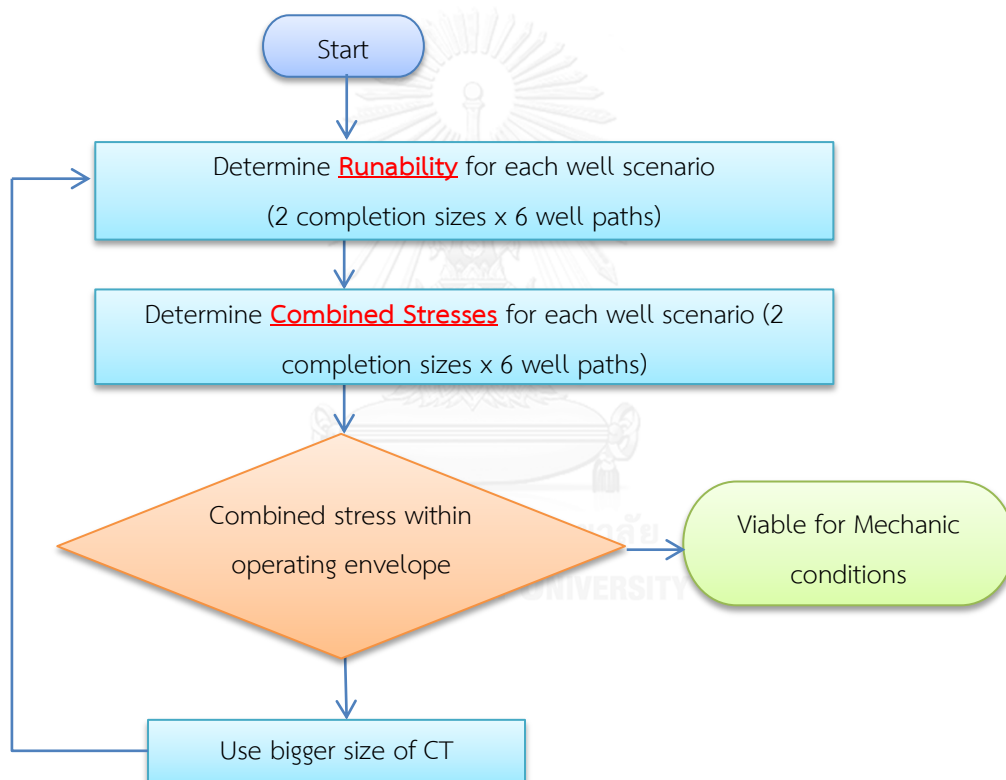 Start
Determine Runability for each well scenario
(2 completion sizes x 6 well paths)
Determine Combined Stresses for each well scenario (2
completion sizes x 6 well paths)
Combined stress within
operating envelope
Viable for Mechanic
conditions
UNIVERSITY
Use bigger size of CT